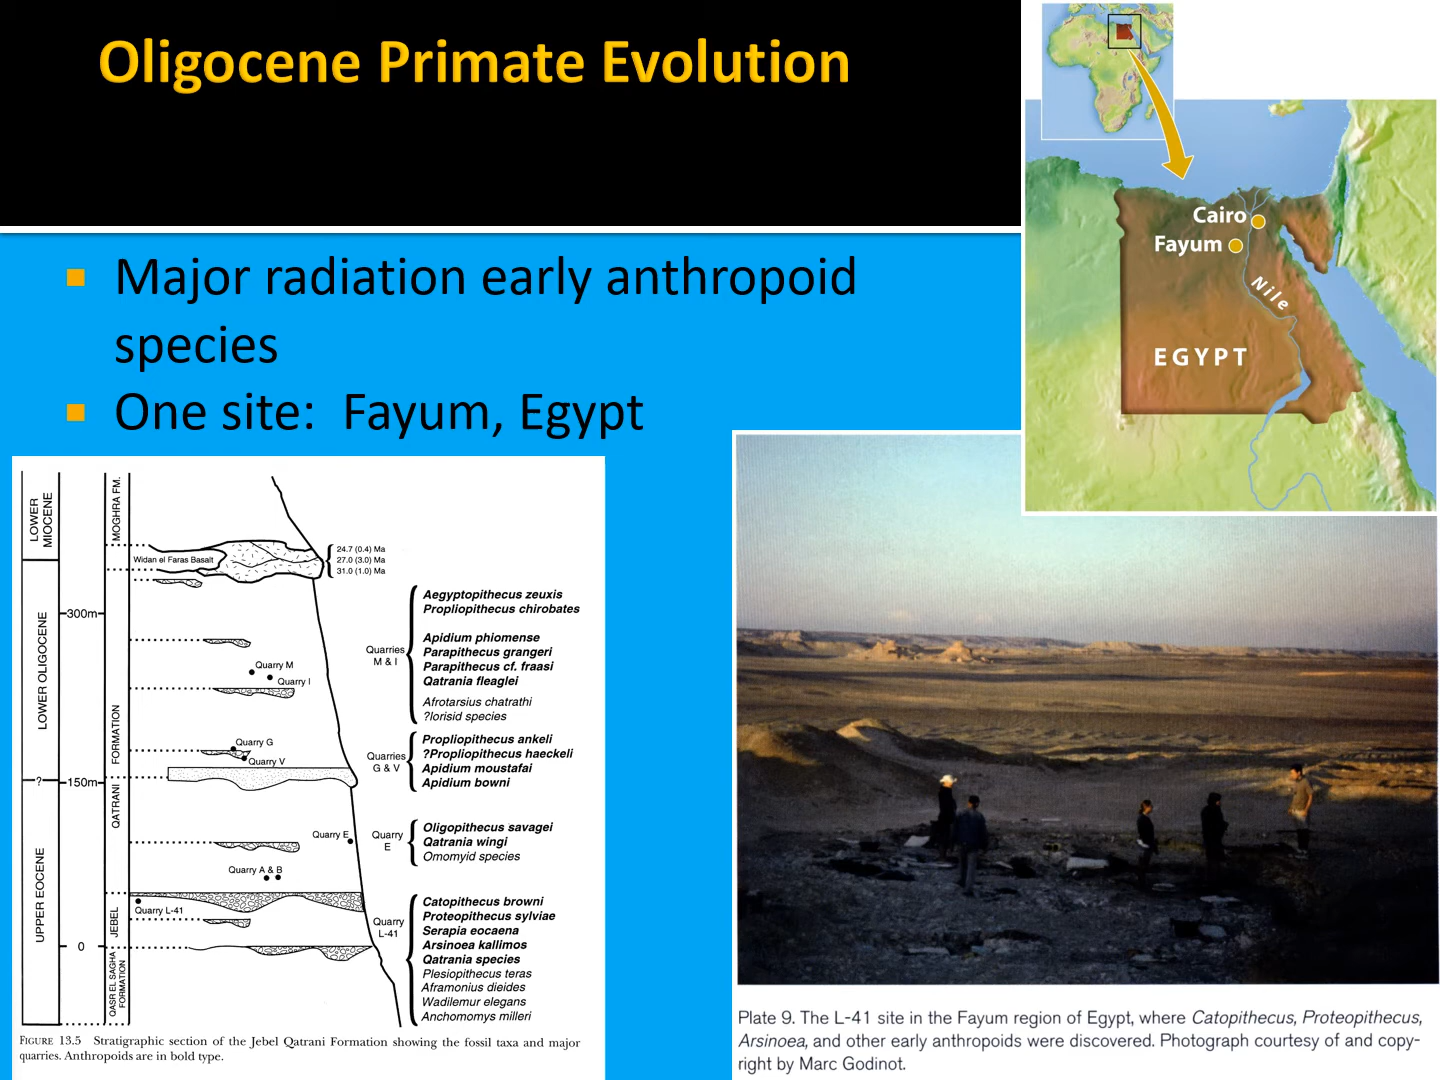 Oligocene Primate Evolution
Major radiation early anthropoid
species
One site: Fayum, Egypt
Cairo
Fayum
Nile
EGYPT
LOWER
MIOCENE
LOWER OLIGOCENE
?
UPPER EOCENE
300m
150m
0
MOGHRA FM.
FORMATION
QATRANI
JEBEL
QASR EL SAGHA
FORMATION
Widan el Faras Basalt
24.7 (0.4) Ma
27.0 (3.0) Ma
31.0 (1.0) Ma
Quarry M
Quarry I
Quarry G
Quarry V
Quarry E
Quarry A & B
Quarry L-41
Quarries
M & I
Aegyptopithecus zeuxis
Propliopithecus chirobates
Apidium phiomense
Parapithecus grangeri
Parapithecus cf. fraasi
Qatrania fleaglei
Afrotarsius chatrathi
?lorisid species
Quarries
G & V
Propliopithecus ankeli
?Propliopithecus haeckeli
Apidium moustafai
Apidium bowni
Quarry
E
Oligopithecus savagei
Qatrania wingi
Omomyid species
Quarry
L-41
Catopithecus browni
Proteopithecus sylviae
Serapia eocaena
Arsinoea kallimos
Qatrania species
Plesiopithecus teras
Aframonius dieides
Wadilemur elegans
Anchomomys milleri
FIGURE 13.5 Stratigraphic section of the Jebel Qatrani Formation showing the fossil taxa and major
quarries. Anthropoids are in bold type.
Plate 9. The L-41 site in the Fayum region of Egypt, where Catopithecus, Proteopithecus,
Arsinoea, and other early anthropoids were discovered. Photograph courtesy of and copy-
right by Marc Godinot.